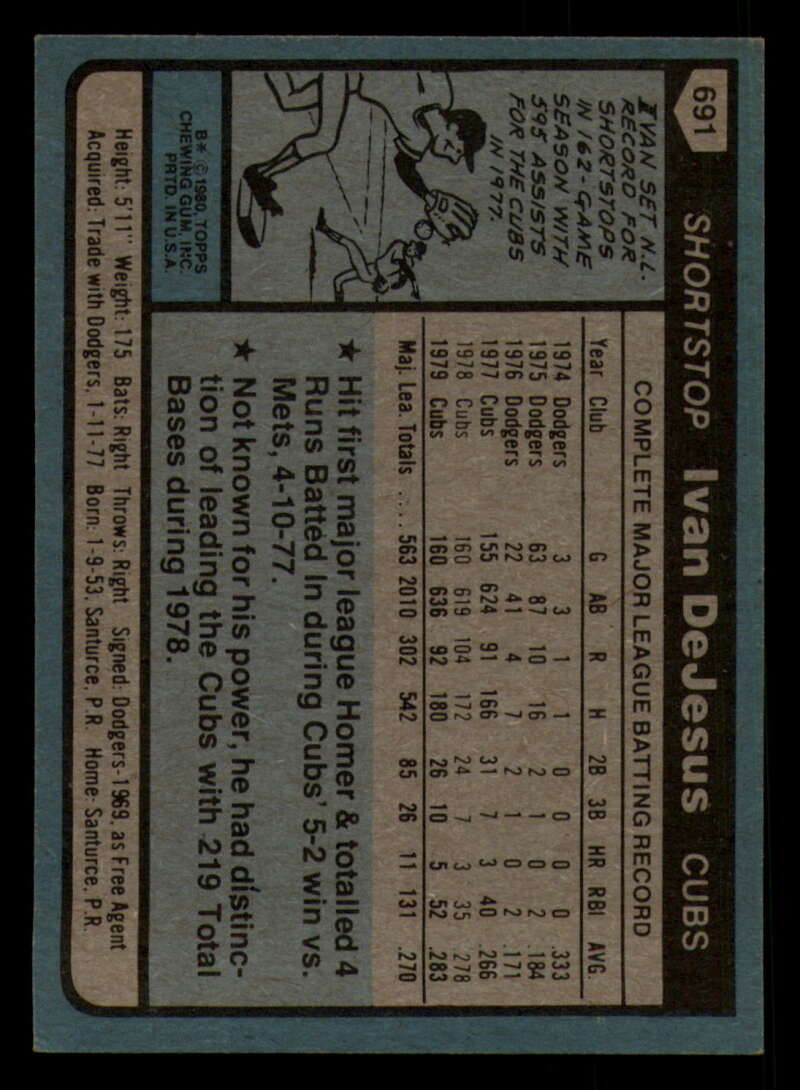 691
SHORTSTOP Ivan DeJesus CUBS
IVAN SET N.L.
RECORD FOR
SHORTSTOPS
IN 162-GAME
SEASON WITH
595 ASSISTS
FOR THE CUBS
IN 1977.
B* © 1980, TOPPS
CHEWING GUM, INC.
PRTD. IN U.S.A.
COMPLETE MAJOR LEAGUE BATTING RECORD
Year Club G AB R H 2B 3B HR RBI AVG.
1974 Dodgers 3 3 1 1 0 0 0 0 .333
1975 Dodgers 63 87 10 16 2 1 0 2 .184
1976 Dodgers 22 41 4 7 2 1 0 2 .171
1977 Cubs 155 624 91 166 31 7 3 40 .266
1978 Cubs 160 619 104 172 24 7 3 35 .278
1979 Cubs 160 636 92 180 26 10 5 52 .283
Maj. Lea. Totals .... 563 2010 302 542 85 26 11 131 .270
★ Hit first major league Homer & totalled 4
Runs Batted In during Cubs' 5-2 win vs.
Mets, 4-10-77.
★ Not known for his power, he had distinc-
tion of leading the Cubs with 219 Total
Bases during 1978.
Height: 5'11" Weight: 175 Bats: Right Throws: Right Signed: Dodgers-1969, as Free Agent
Acquired: Trade with Dodgers, 1-11-77 Born: 1-9-53, Santurce, P.R. Home: Santurce, P.R.